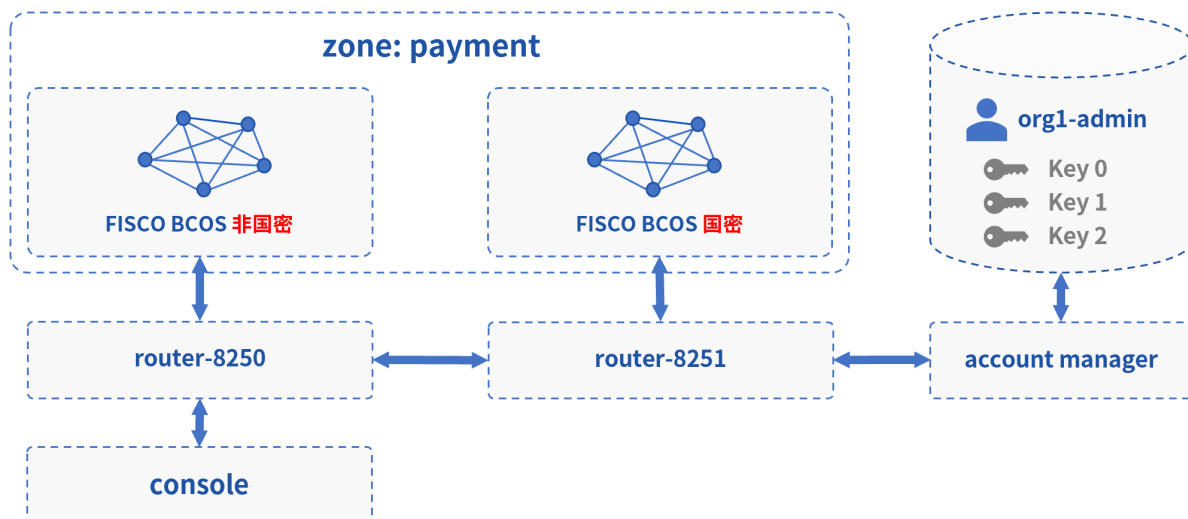 zone: payment
FISCO BCOS 非国密
FISCO BCOS 国密
org1-admin
Key 0
Key 1
Key 2
router-8250
router-8251
account manager
console